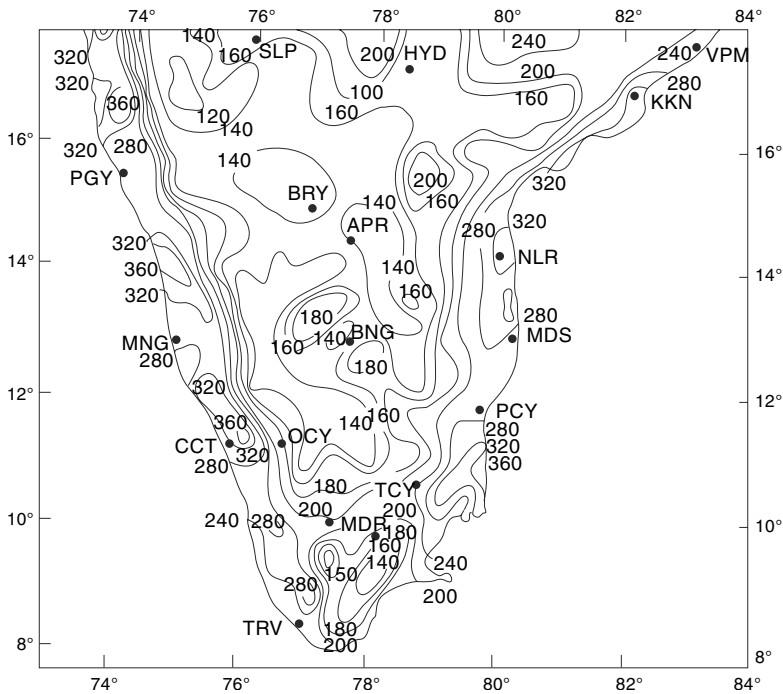 74° 76° 78° 80° 82° 84°
140 SLP 200 HYD 240 240 VPM
320 160 200 280
320 100 KKN
360 120 160 160
140
16° 320 280 16°
140 200 320
PGY BRY 140 160
APR 280 320
320 NLR
14° 360 140 14°
320 160
180 280
MNG 140 BNG MDS
280 160 180
12° 320 12°
140 160 PCY
360 280
CCT OCY 320
320 360
280 180 TCY
200 200
10° 240 280 MDR 180 10°
160
150 140 240
280 200
TRV 180
8° 200 8°
74° 76° 78° 80° 82° 84°